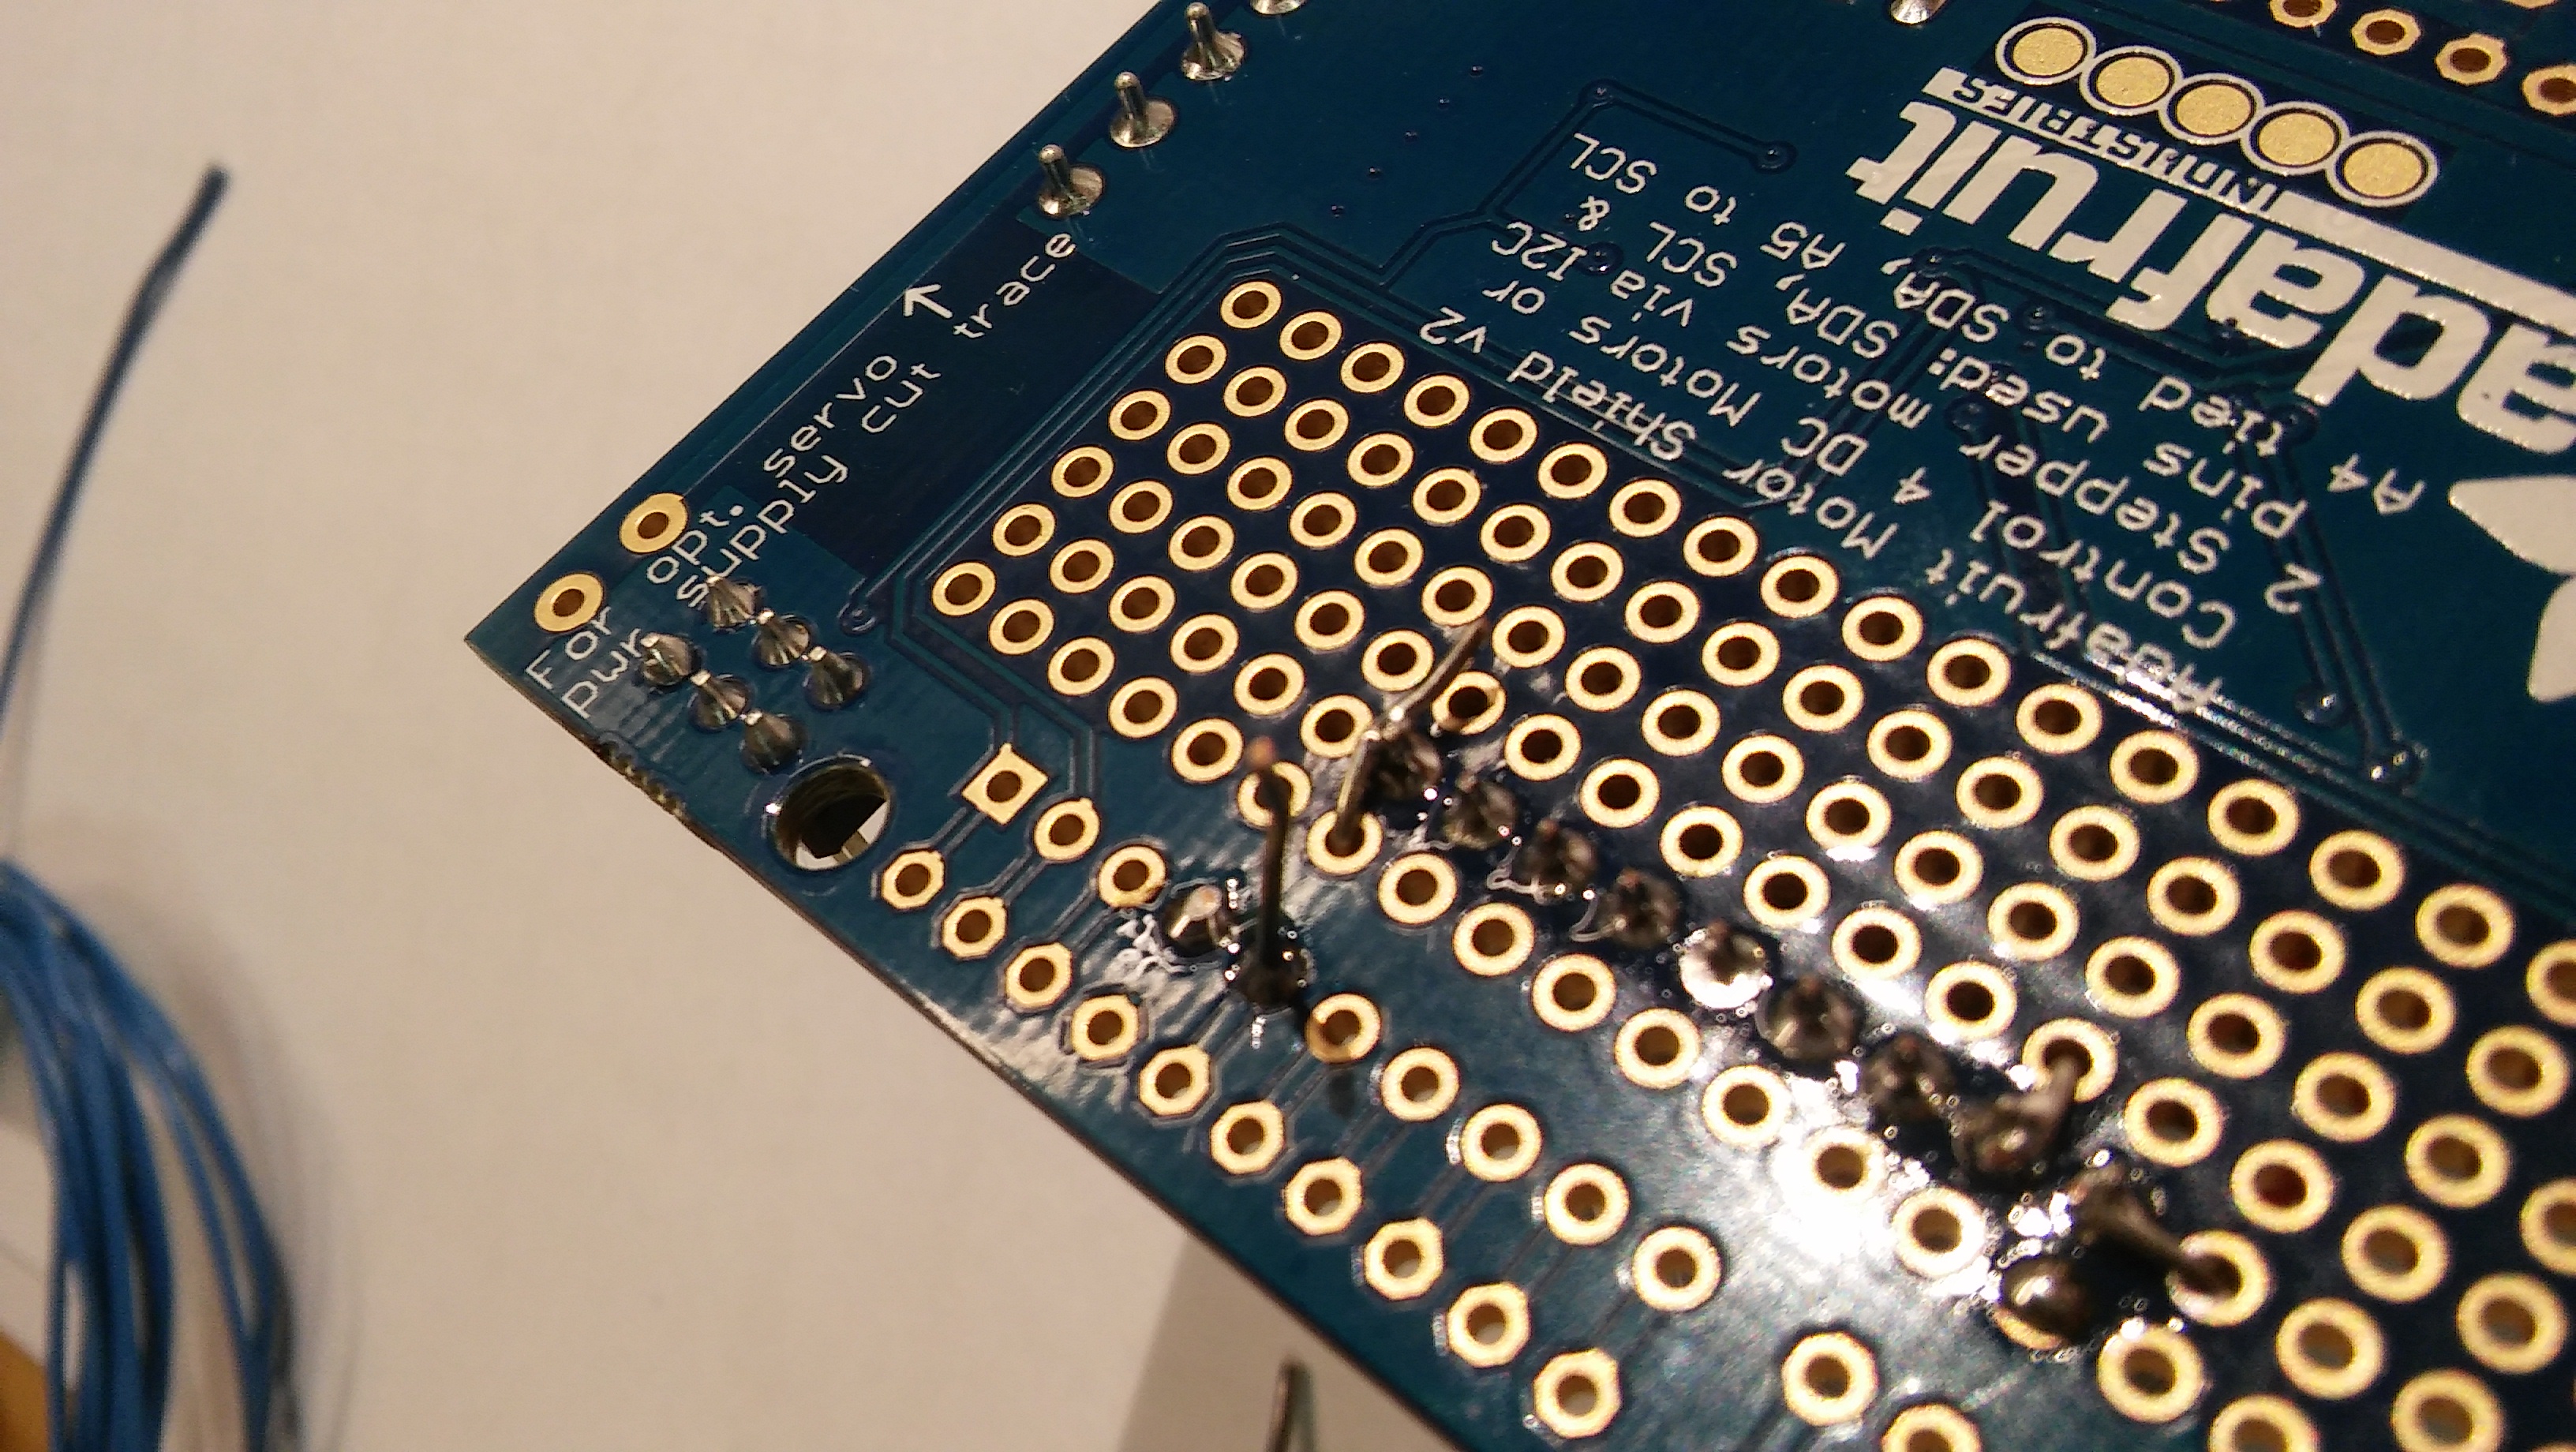 For
pwr
opt. servo
supply cut trace
↑
Adafruit Motor Shield v2
Control 4 DC Motors or
2 Stepper motors via I2C
pins used: SDA, SCL &
A4 tied to SDA, A5 to SCL
adafruit
INDUSTRIES